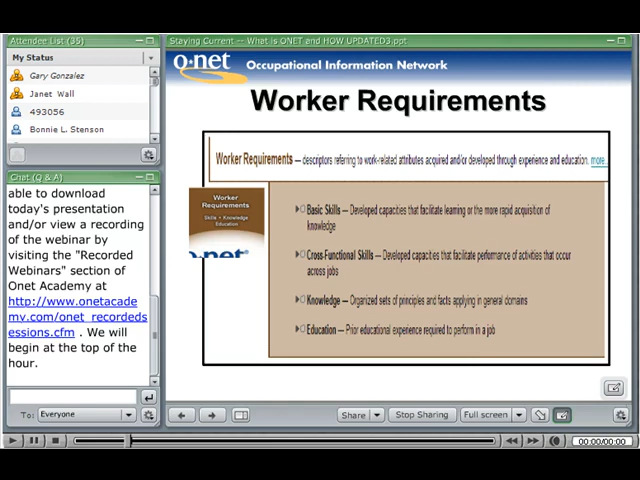 Attendee List (35)
My Status
Gary Gonzalez
Janet Wall
493056
Bonnie L. Stenson
Chat (Q & A)
able to download
today's presentation
and/or view a recording
of the webinar by
visiting the "Recorded
Webinars" section of
Onet Academy at
http://www.onetacade
my.com/onet_recordeds
essions.cfm . We will
begin at the top of the
hour.
To: Everyone
Staying Current -- What is ONET and HOW UPDATED3.ppt
o·net Occupational Information Network
Worker Requirements
Worker Requirements — descriptors referring to work-related attributes acquired and/or developed through experience and education. more.
Worker
Requirements
Skills • Knowledge
Education
o·net
Basic Skills — Developed capacities that facilitate learning or the more rapid acquisition of
knowledge
Cross-Functional Skills — Developed capacities that facilitate performance of activities that occur
across jobs
Knowledge — Organized sets of principles and facts applying in general domains
Education — Prior educational experience required to perform in a job
Share
Stop Sharing
Full screen
00:00/00:00